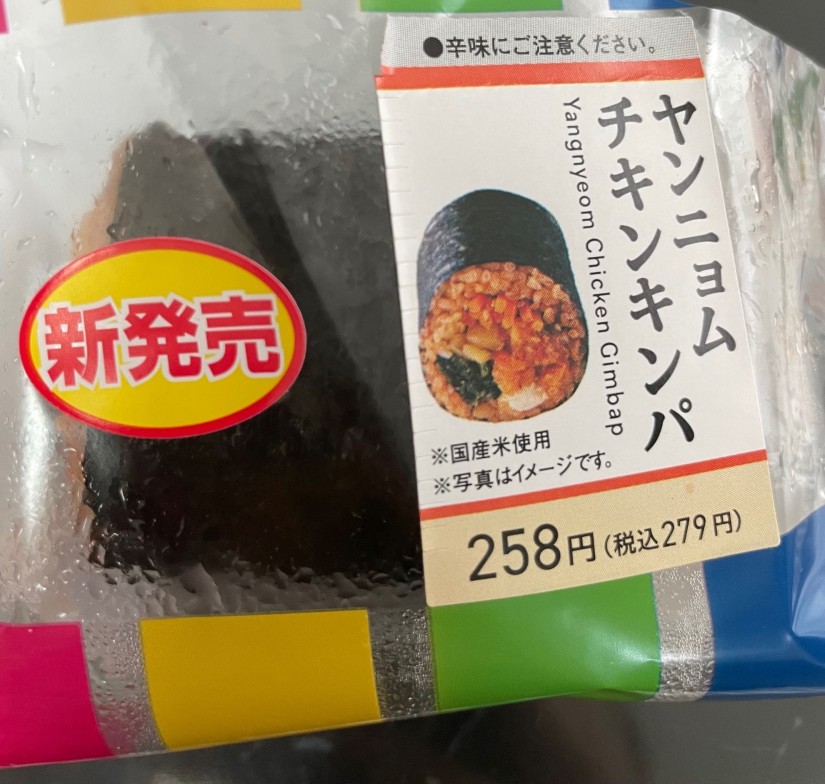 ●辛味にご注意ください。
ヤンニョム
チキンキンパ
Yangnyeom Chicken Gimbap
新発売
※国産米使用
※写真はイメージです。
258円(税込279円)